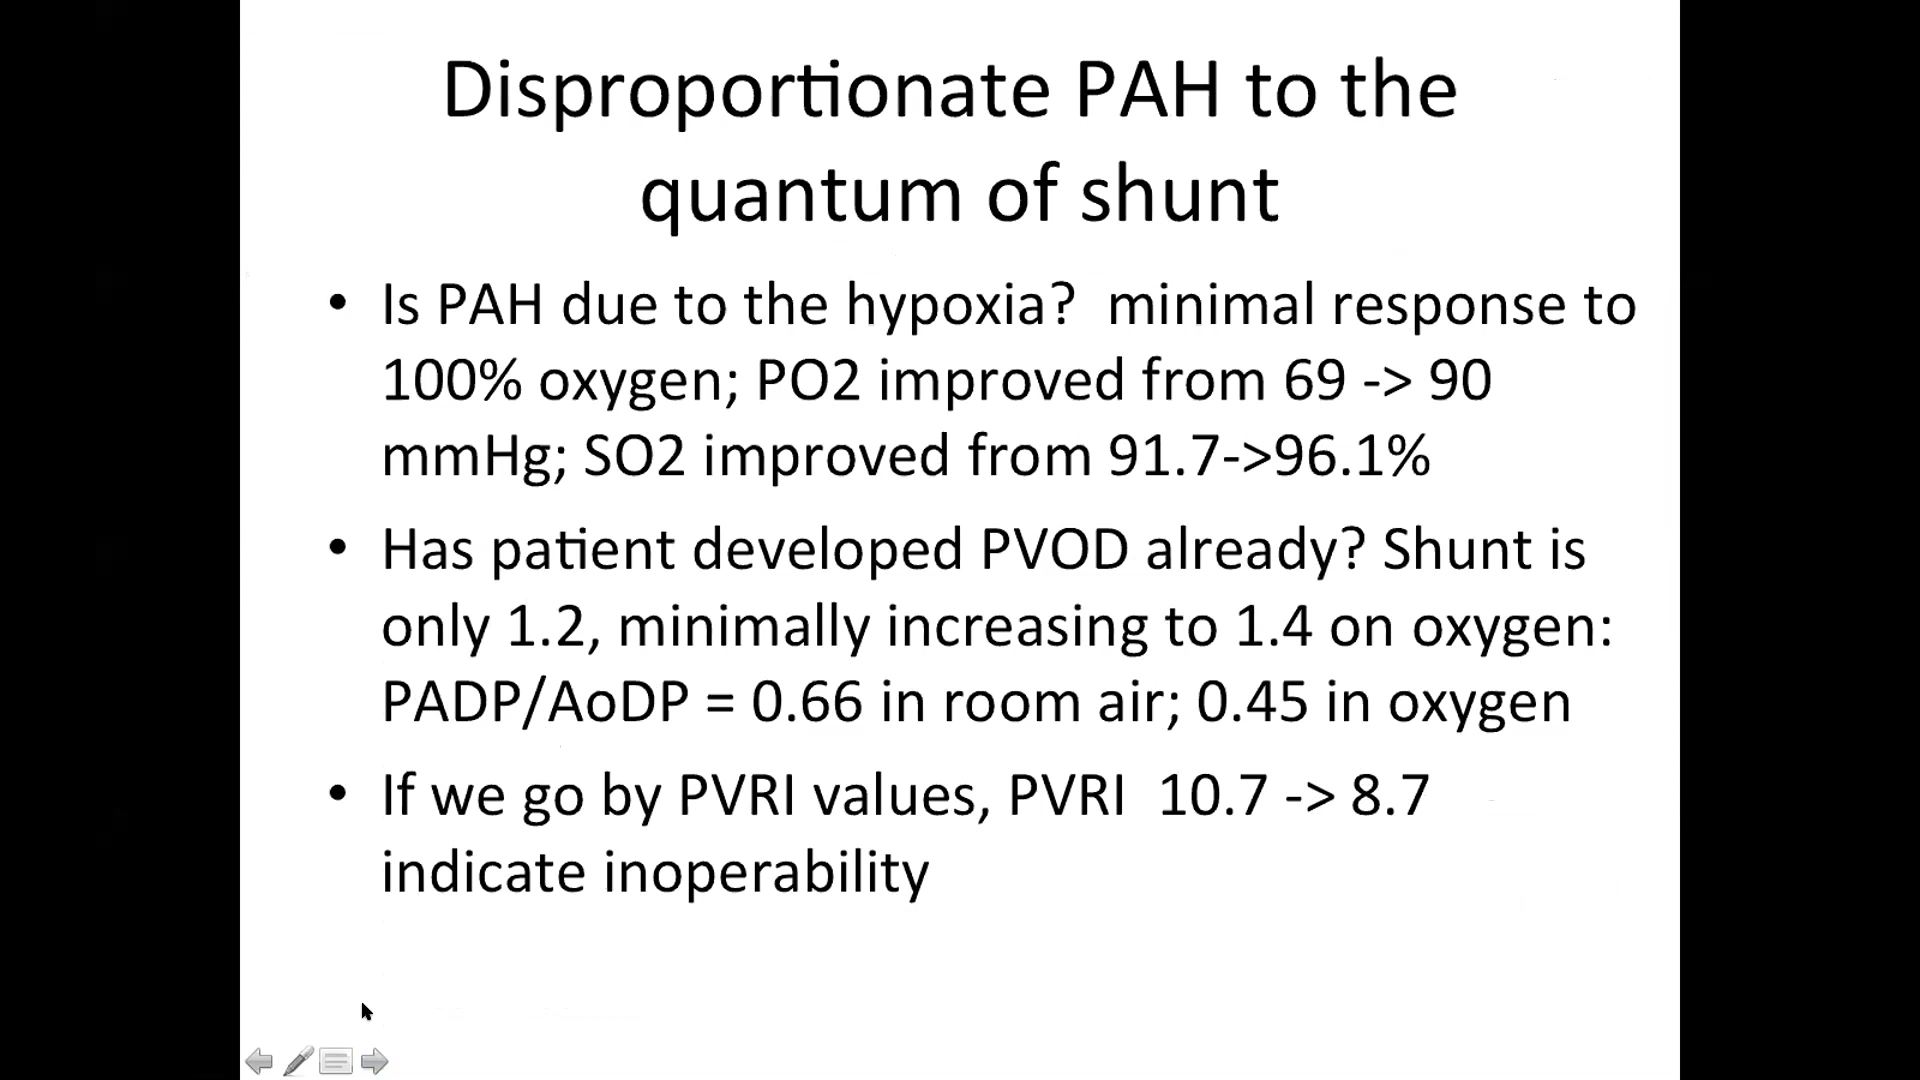 Disproportionate PAH to the
quantum of shunt
• Is PAH due to the hypoxia?  minimal response to
100% oxygen; PO2 improved from 69 -> 90
mmHg; SO2 improved from 91.7->96.1%
• Has patient developed PVOD already? Shunt is
only 1.2, minimally increasing to 1.4 on oxygen:
PADP/AoDP = 0.66 in room air; 0.45 in oxygen
• If we go by PVRI values, PVRI  10.7 -> 8.7
indicate inoperability